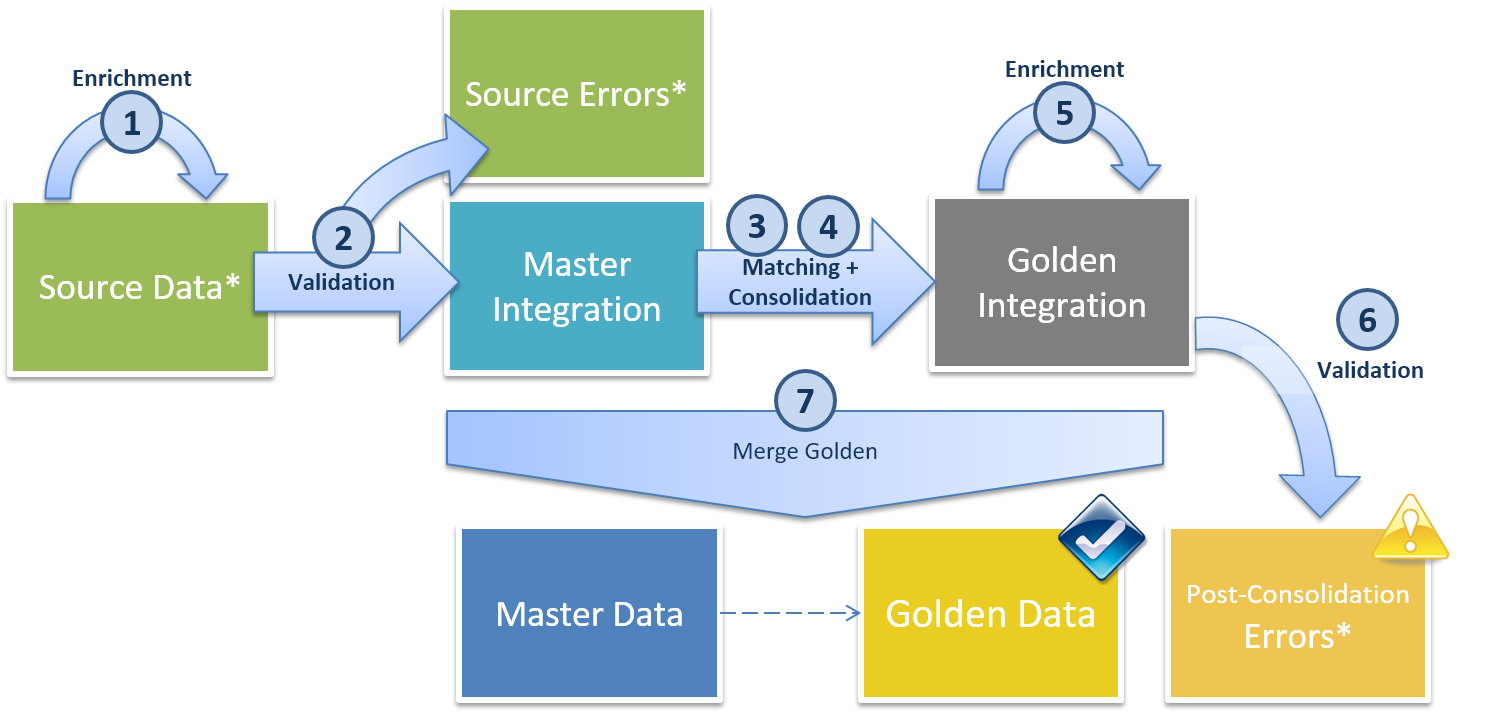 Enrichment
1
Source Data*
2
Validation
Source Errors*
Master
Integration
3
4
Matching +
Consolidation
Enrichment
5
Golden
Integration
6
Validation
7
Merge Golden
Master Data
Golden Data
Post-Consolidation
Errors*